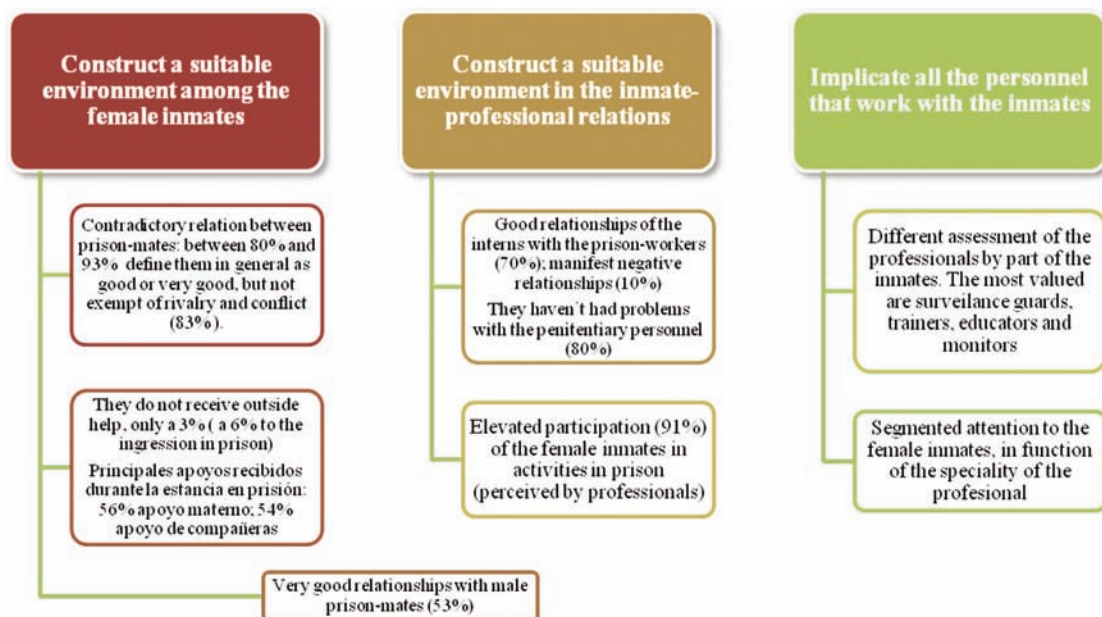 Construct a suitable
environment among the
female inmates
Contradictory relation between
prison-mates: between 80% and
93% define them in general as
good or very good, but not
exempt of rivalry and conflict
(83%).
They do not receive outside
help, only a 3% ( a 6% to the
ingression in prison)
Principales apoyos recibidos
durante la estancia en prisión:
56% apoyo materno; 54%
apoyo de compañeras
Very good relationships with male
prison-mates (53%)
Construct a suitable
environment in the inmate-
professional relations
Good relationships of the
interns with the prison-workers
(70%); manifest negative
relationships (10%)
They haven´t had problems
with the penitentiary personnel
(80%)
Elevated participation (91%)
of the female inmates in
activities in prison
(perceived by professionals)
Implicate all the personnel
that work with the inmates
Different assessment of the
professionals by part of the
inmates. The most valued
are surveilance guards,
trainers, educators and
monitors
Segmented attention to the
female inmates, in function
of the speciality of the
profesional